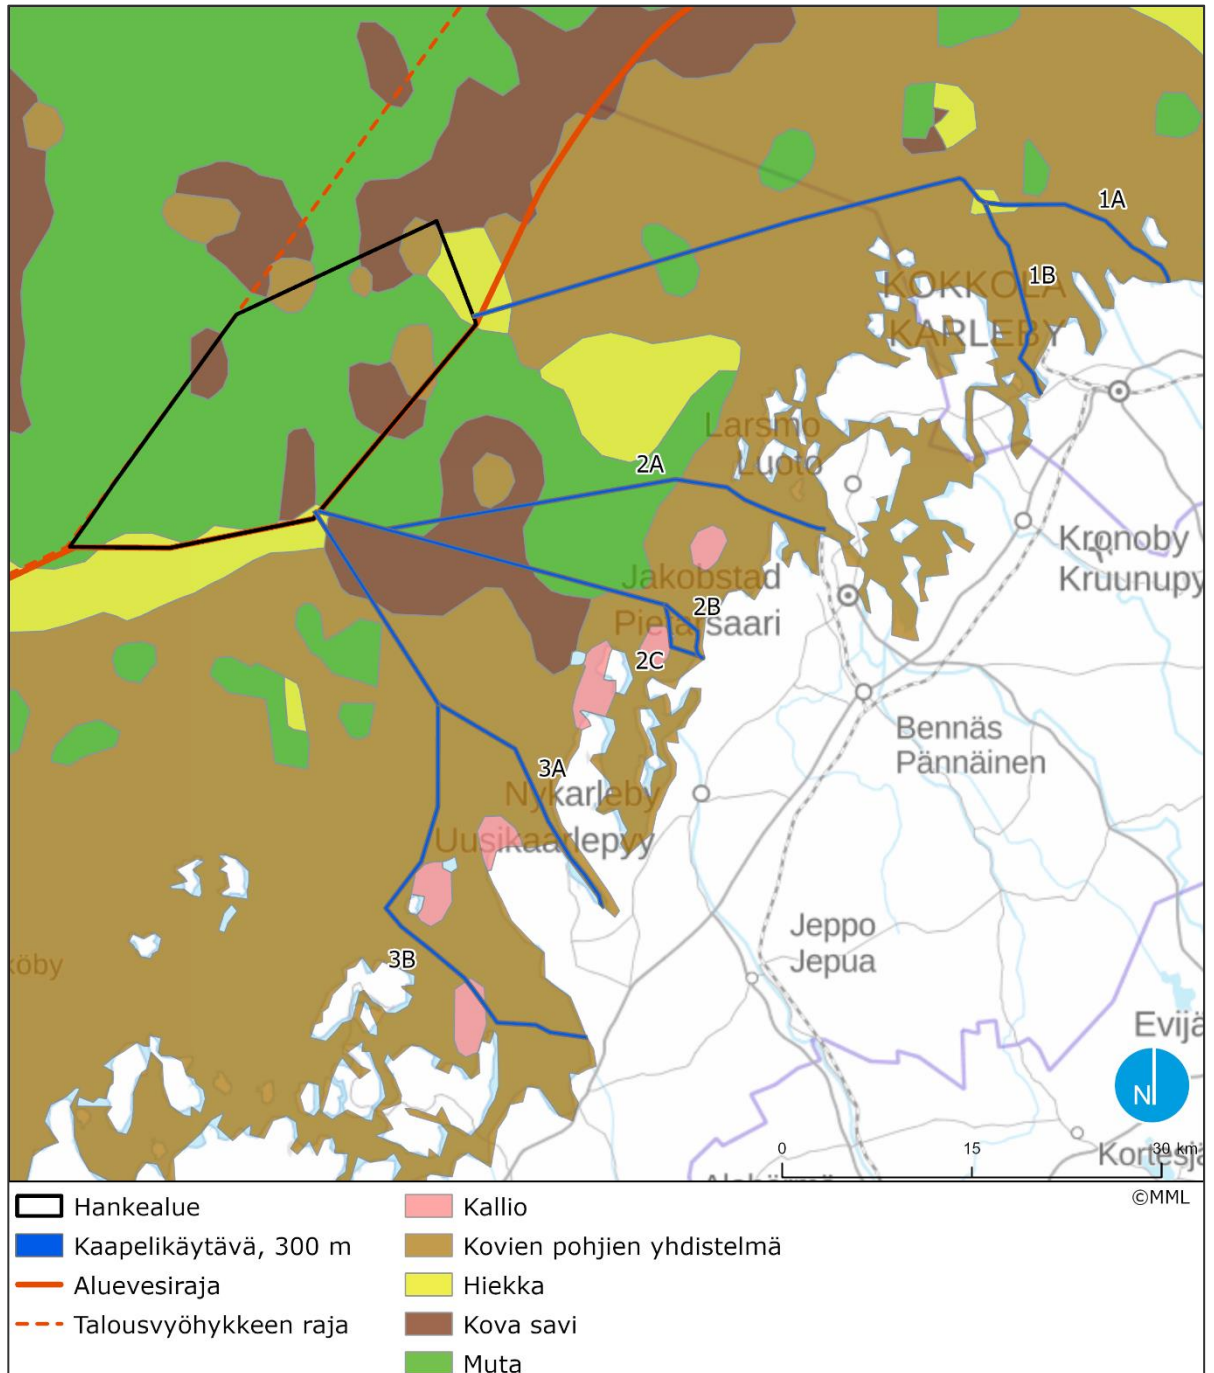 1A
1B
KOKKOLA
KARLEBY
Larsmo
Luoto
2A
Kronoby
Kruunupy
Jakobstad
Pietarsaari
2B
2C
Bennäs
Pännäinen
3A
Nykarleby
Uusikaarlepyy
Jeppo
Jepua
3B
öby
Evijä
N
0 15 30 km
Kortesjä
©MML
Hankealue
Kaapelikäytävä, 300 m
Aluevesiraja
Talousvyöhykkeen raja
Kallio
Kovien pohjien yhdistelmä
Hiekka
Kova savi
Muta